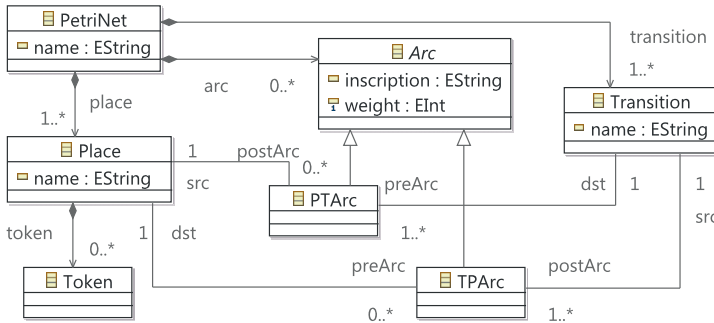 PetriNet
name : EString
transition
1..*
Arc
inscription : EString
weight : EInt
arc
0..*
place
1..*
Transition
name : EString
Place
name : EString
1
src
postArc
0..*
PTArc
preArc
1..*
dst
1
1
src
token
0..*
1
dst
Token
preArc
0..*
TPArc
postArc
1..*